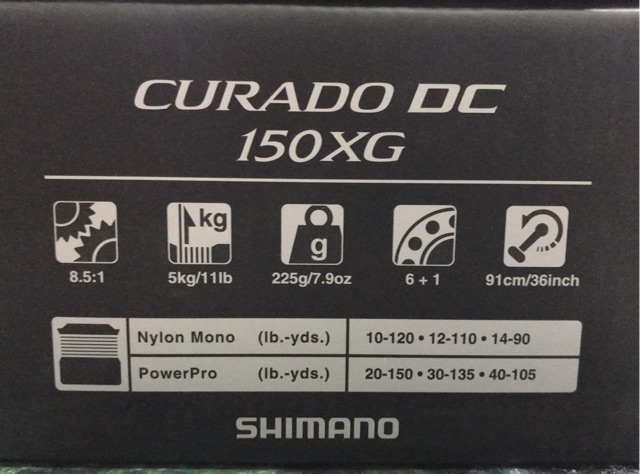 CURADO DC
150XG
kg
g
8.5:1 5kg/11lb 225g/7.9oz 6 + 1 91cm/36inch
Nylon Mono (lb.-yds.) 10-120 • 12-110 • 14-90
PowerPro (lb.-yds.) 20-150 • 30-135 • 40-105
SHIMANO